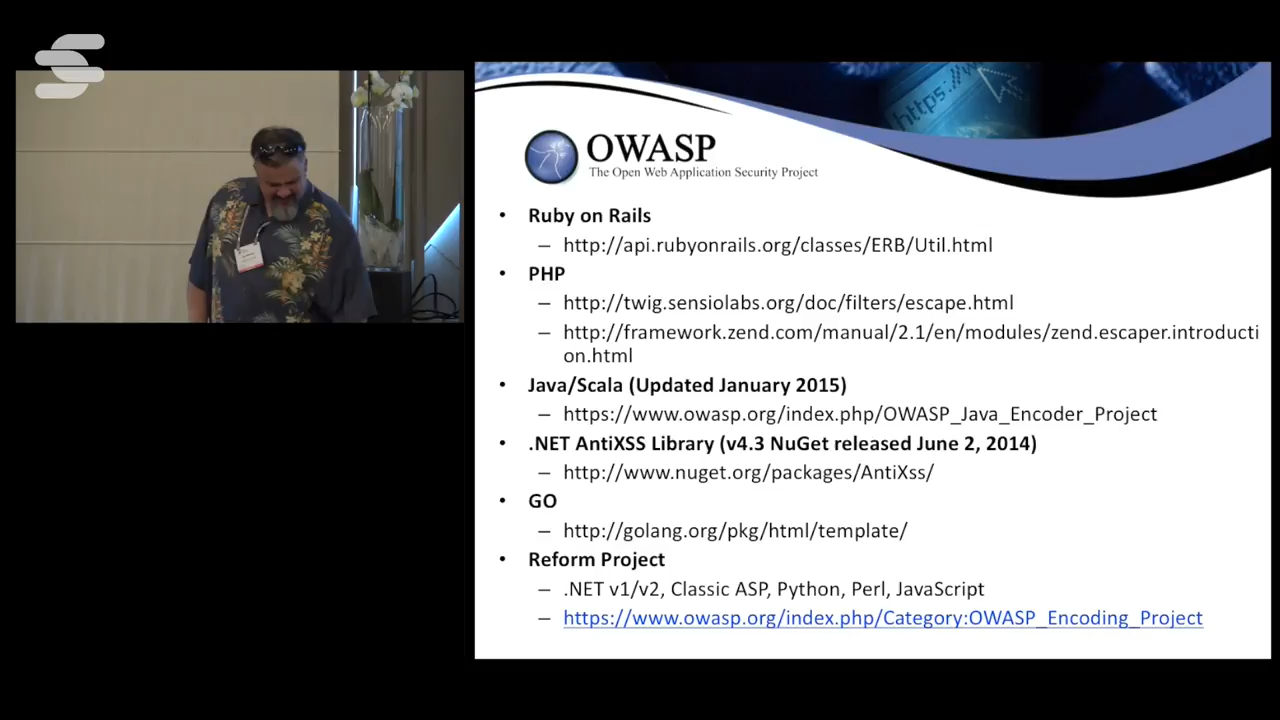 https://w
OWASP
The Open Web Application Security Project
• Ruby on Rails
– http://api.rubyonrails.org/classes/ERB/Util.html
• PHP
– http://twig.sensiolabs.org/doc/filters/escape.html
– http://framework.zend.com/manual/2.1/en/modules/zend.escaper.introducti
on.html
• Java/Scala (Updated January 2015)
– https://www.owasp.org/index.php/OWASP_Java_Encoder_Project
• .NET AntiXSS Library (v4.3 NuGet released June 2, 2014)
– http://www.nuget.org/packages/AntiXss/
• GO
– http://golang.org/pkg/html/template/
• Reform Project
– .NET v1/v2, Classic ASP, Python, Perl, JavaScript
– https://www.owasp.org/index.php/Category:OWASP_Encoding_Project